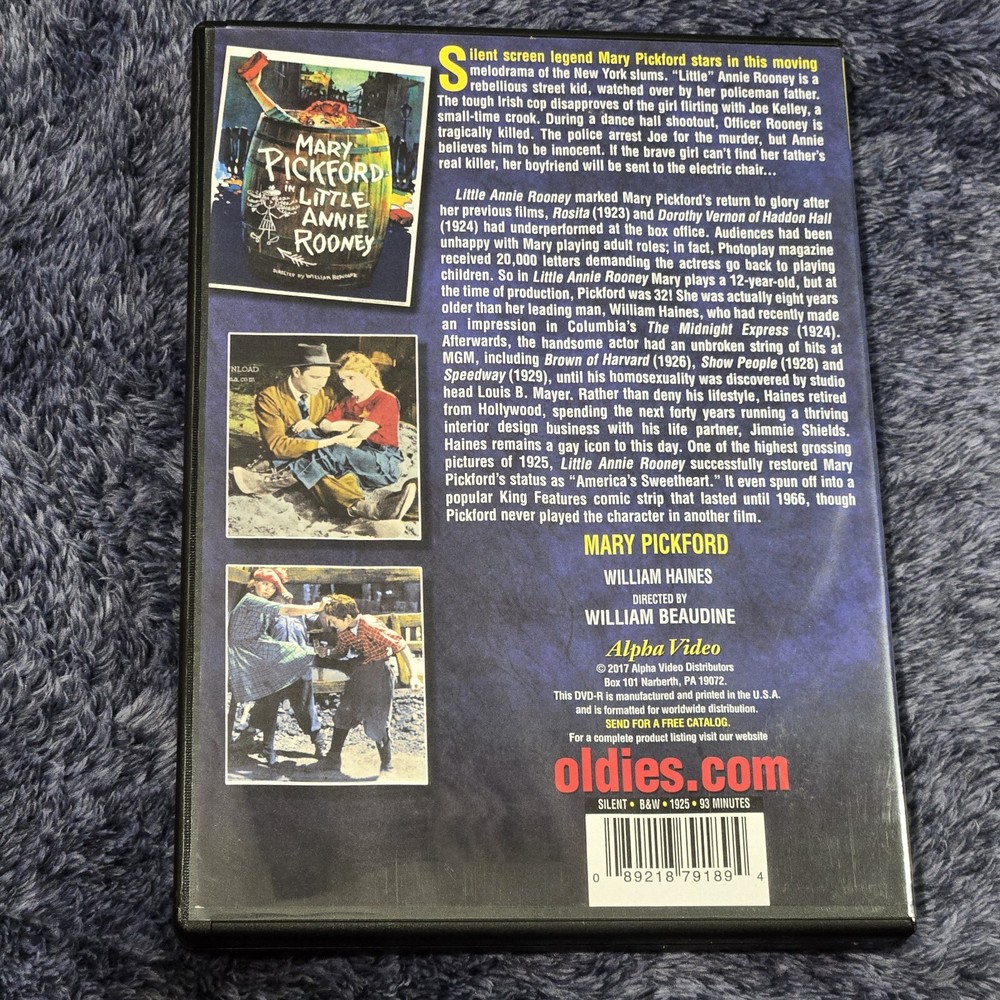 MARY
PICKFORD
IN
LITTLE
ANNIE
ROONEY
DIRECTED BY WILLIAM BEAUDINE
NLOAD
Silent screen legend Mary Pickford stars in this moving
melodrama of the New York slums. “Little” Annie Rooney is a
rebellious street kid, watched over by her policeman father.
The tough Irish cop disapproves of the girl flirting with Joe Kelley, a
small-time crook. During a dance hall shootout, Officer Rooney is
tragically killed. The police arrest Joe for the murder, but Annie
believes him to be innocent. If the brave girl can’t find her father’s
real killer, her boyfriend will be sent to the electric chair...
Little Annie Rooney marked Mary Pickford’s return to glory after
her previous films, Rosita (1923) and Dorothy Vernon of Haddon Hall
(1924) had underperformed at the box office. Audiences had been
unhappy with Mary playing adult roles; in fact, Photoplay magazine
received 20,000 letters demanding the actress go back to playing
children. So in Little Annie Rooney Mary plays a 12-year-old, but at
the time of production, Pickford was 32! She was actually eight years
older than her leading man, William Haines, who had recently made
an impression in Columbia’s The Midnight Express (1924).
Afterwards, the handsome actor had an unbroken string of hits at
MGM, including Brown of Harvard (1926), Show People (1928) and
Speedway (1929), until his homosexuality was discovered by studio
head Louis B. Mayer. Rather than deny his lifestyle, Haines retired
from Hollywood, spending the next forty years running a thriving
interior design business with his life partner, Jimmie Shields.
Haines remains a gay icon to this day. One of the highest grossing
pictures of 1925, Little Annie Rooney successfully restored Mary
Pickford’s status as “America’s Sweetheart.” It even spun off into a
popular King Features comic strip that lasted until 1966, though
Pickford never played the character in another film.
MARY PICKFORD
WILLIAM HAINES
DIRECTED BY
WILLIAM BEAUDINE
Alpha Video
© 2017 Alpha Video Distributors
Box 101 Narberth, PA 19072.
This DVD-R is manufactured and printed in the U.S.A.
and is formatted for worldwide distribution.
SEND FOR A FREE CATALOG.
For a complete product listing visit our website
oldies.com
SILENT • B&W • 1925 • 93 MINUTES
0 89218 79189 4